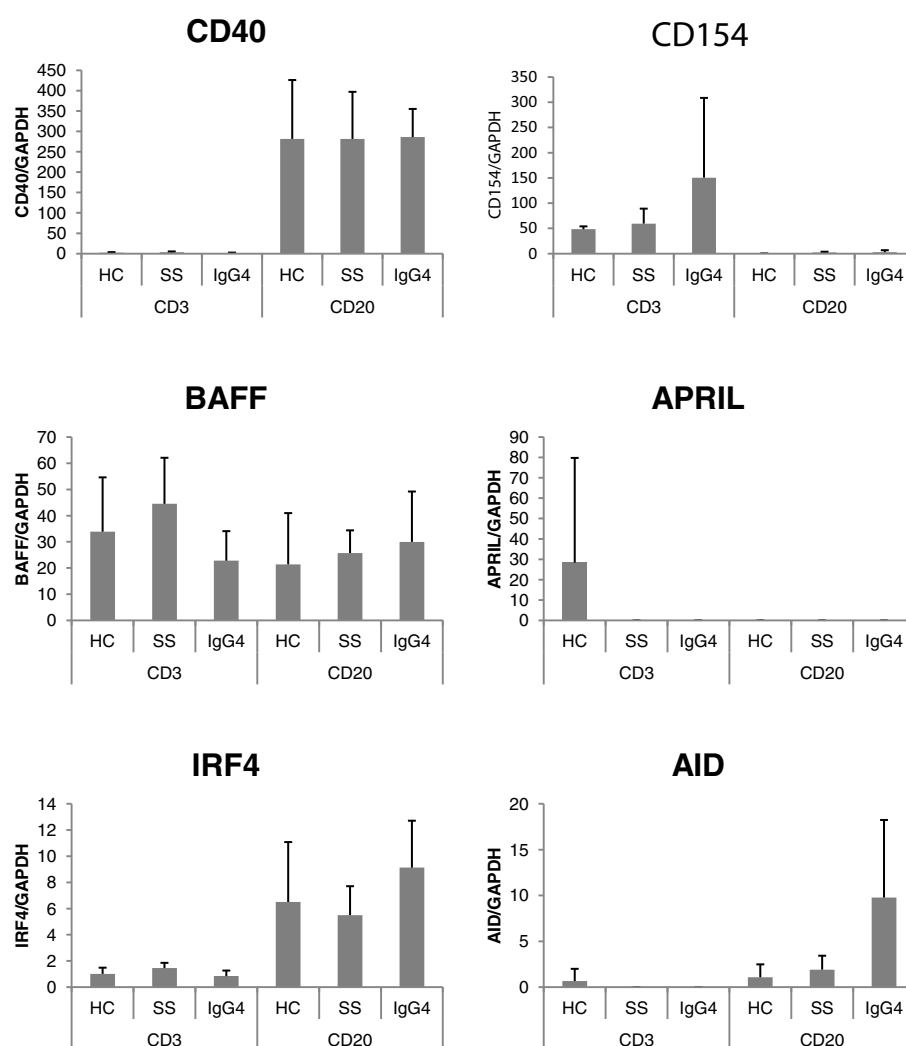 CD40
450
400
350
300
250
200
150
100
50
0
CD40/GAPDH
HC SS IgG4 HC SS IgG4
CD3 CD20
CD154
350
300
250
200
150
100
50
0
CD154/GAPDH
HC SS IgG4 HC SS IgG4
CD3 CD20
BAFF
70
60
50
40
30
20
10
0
BAFF/GAPDH
HC SS IgG4 HC SS IgG4
CD3 CD20
APRIL
90
80
70
60
50
40
30
20
10
0
APRIL/GAPDH
HC SS IgG4 HC SS IgG4
CD3 CD20
IRF4
14
12
10
8
6
4
2
0
IRF4/GAPDH
HC SS IgG4 HC SS IgG4
CD3 CD20
AID
20
15
10
5
0
AID/GAPDH
HC SS IgG4 HC SS IgG4
CD3 CD20